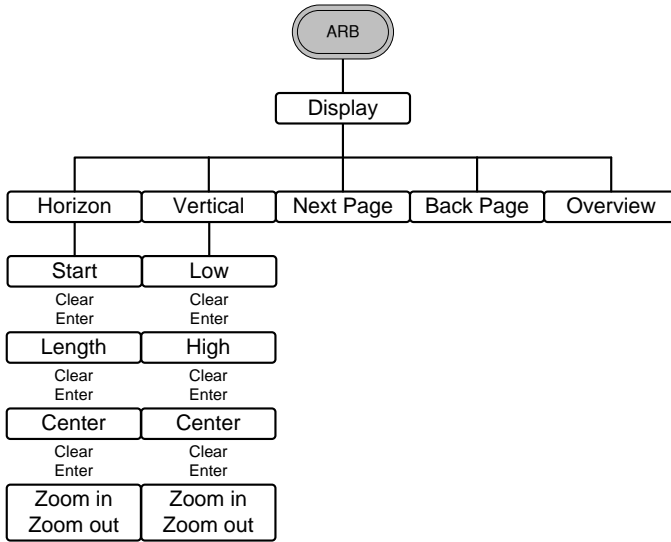 ARB
Display
Horizon
Vertical
Next Page
Back Page
Overview
Start
Low
Clear
Enter
Clear
Enter
Length
High
Clear
Enter
Clear
Enter
Center
Center
Clear
Enter
Clear
Enter
Zoom in
Zoom out
Zoom in
Zoom out